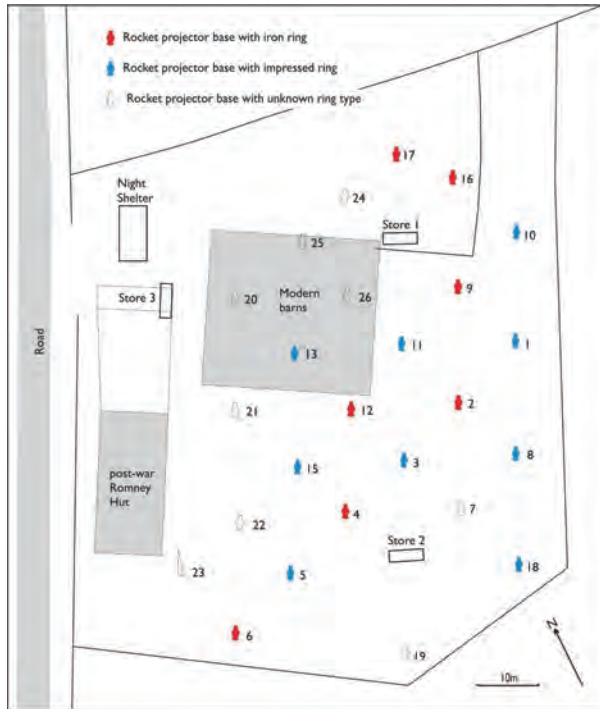 Rocket projector base with iron ring
Rocket projector base with impressed ring
Rocket projector base with unknown ring type
17
16
Night
Shelter
24
Store 1
10
25
9
Store 3
20
Modern
barns
26
13
11
1
21
12
2
Road
post-war
Romney
Hut
15
3
8
4
7
22
Store 2
23
5
18
6
19
N
10m